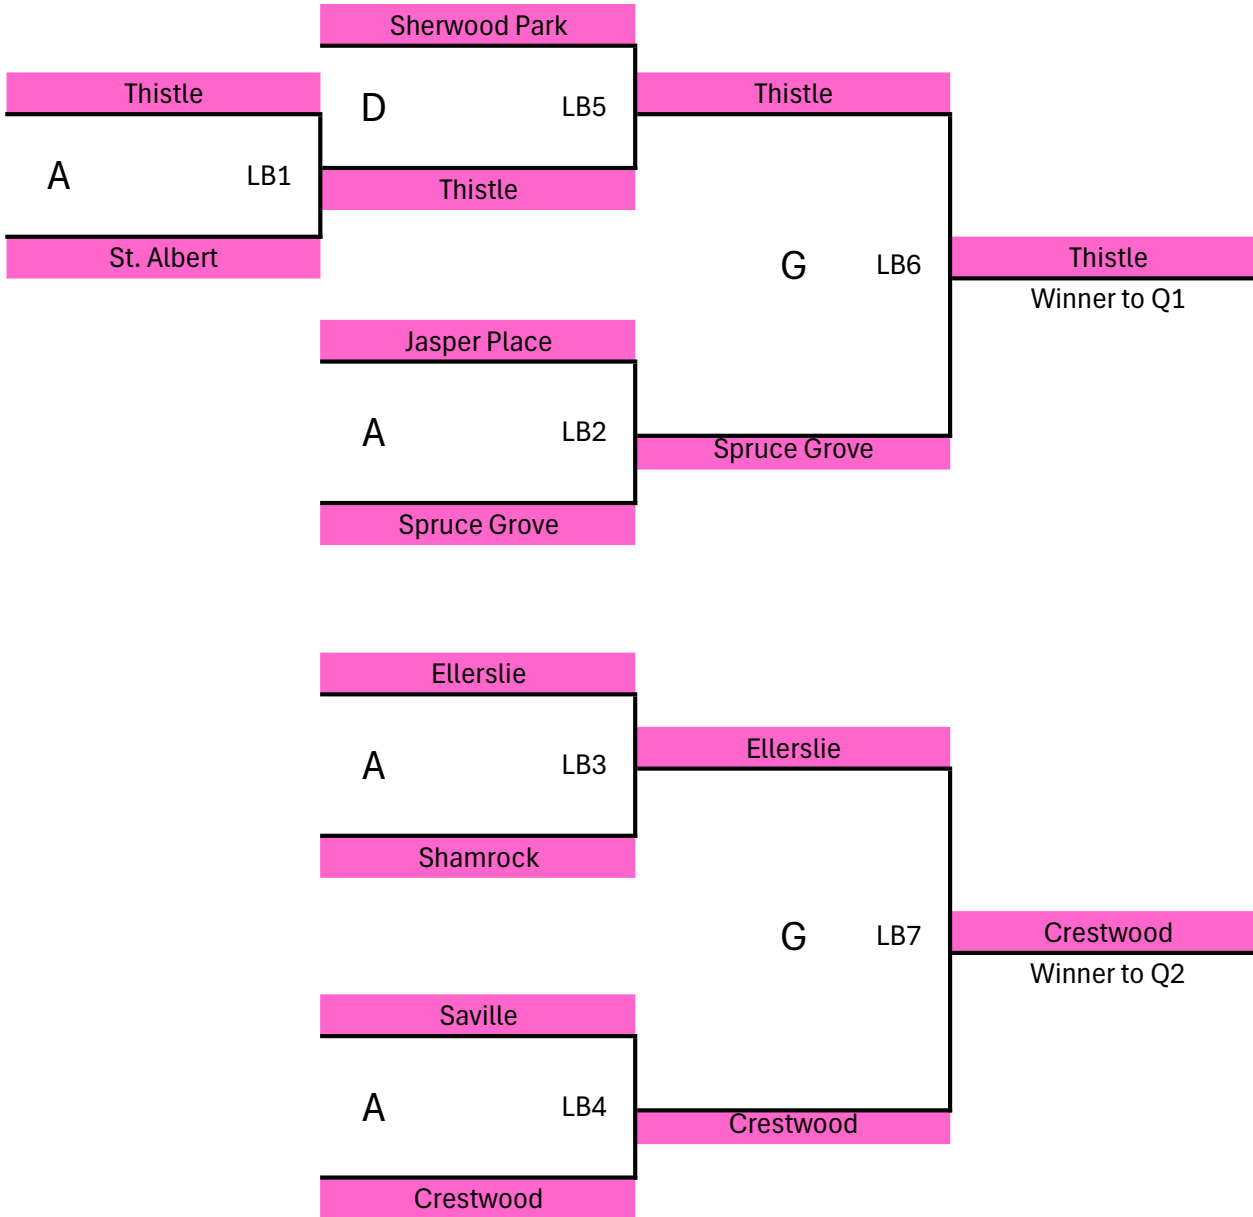 Sherwood Park
Thistle
D
LB5
Thistle
A
LB1
Thistle
St. Albert
G
LB6
Thistle
Winner to Q1
Jasper Place
A
LB2
Spruce Grove
Spruce Grove
Ellerslie
A
LB3
Ellerslie
Shamrock
G
LB7
Crestwood
Winner to Q2
Saville
A
LB4
Crestwood
Crestwood